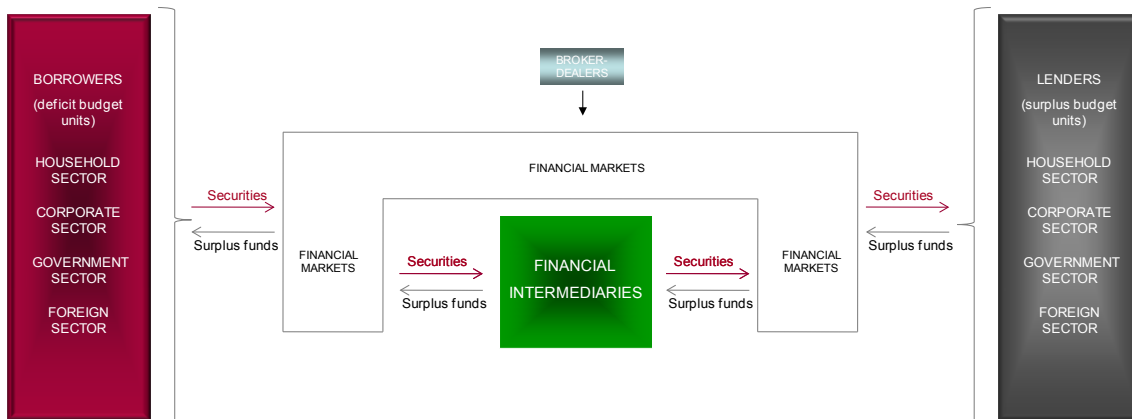 BORROWERS
(deficit budget
units)
HOUSEHOLD
SECTOR
CORPORATE
SECTOR
GOVERNMENT
SECTOR
FOREIGN
SECTOR
BROKER-
DEALERS
FINANCIAL MARKETS
Securities
Surplus funds
FINANCIAL
MARKETS
Securities
Surplus funds
FINANCIAL
INTERMEDIARIES
Securities
Surplus funds
FINANCIAL
MARKETS
Securities
Surplus funds
LENDERS
(surplus budget
units)
HOUSEHOLD
SECTOR
CORPORATE
SECTOR
GOVERNMENT
SECTOR
FOREIGN
SECTOR